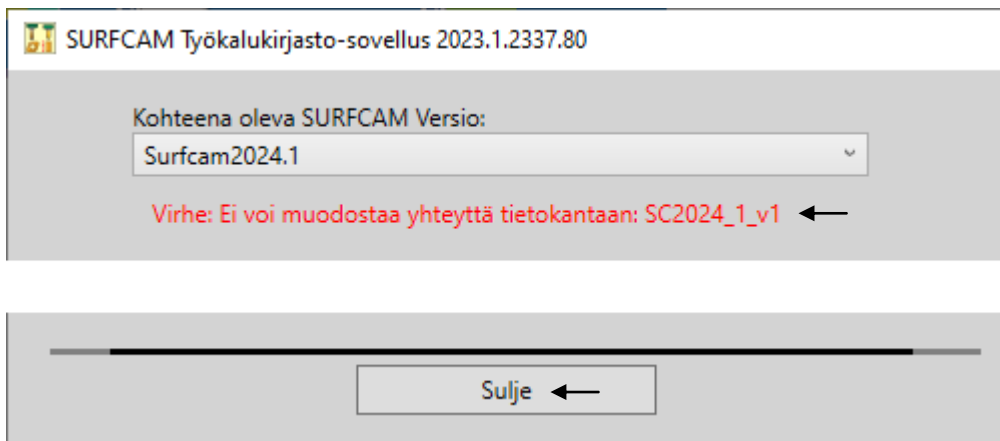 SURFCAM Työkalukirjasto-sovellus 2023.1.2337.80
Kohteena oleva SURFCAM Versio:
Surfcam2024.1
Virhe: Ei voi muodostaa yhteyttä tietokantaan: SC2024_1_v1
Sulje